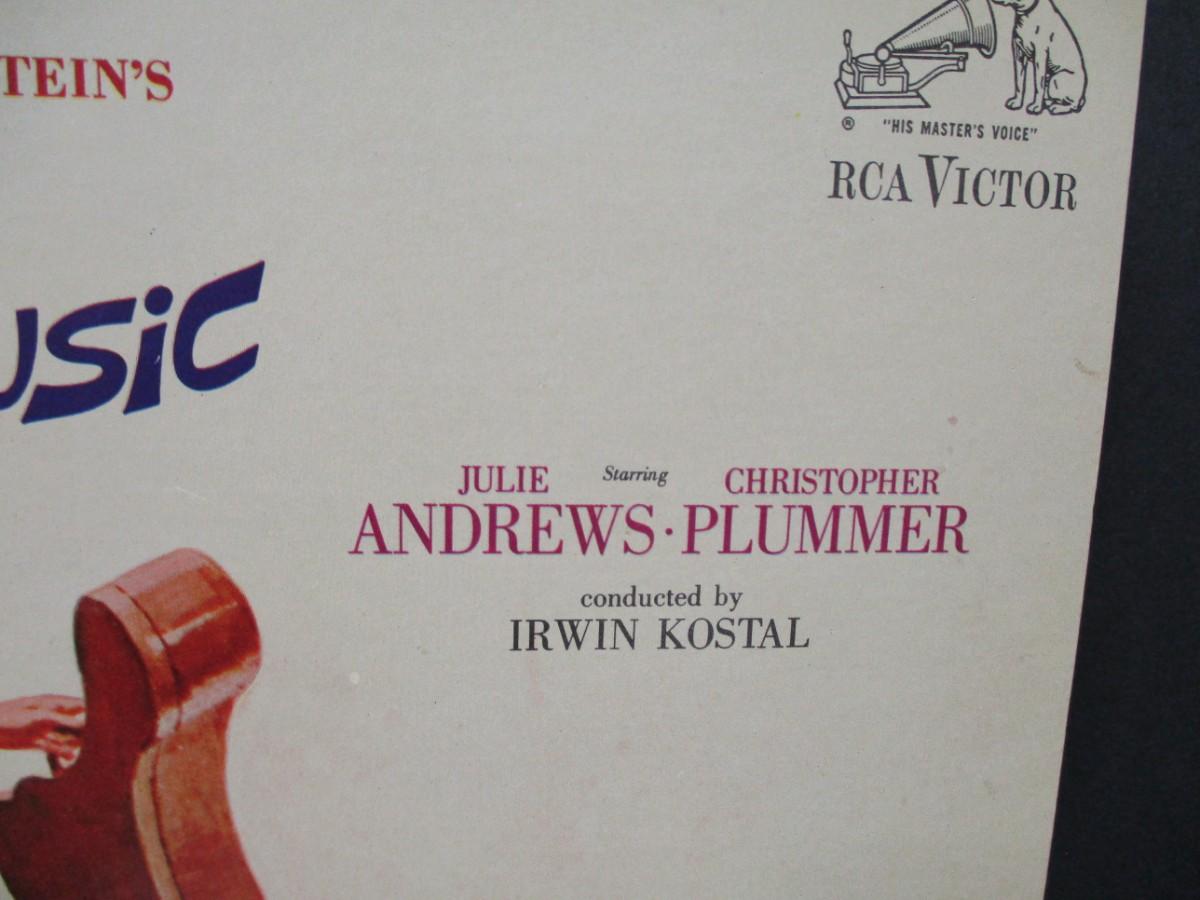 TEIN'S
® "HIS MASTER'S VOICE"
RCA VICTOR
USiC
JULIE Starring CHRISTOPHER
ANDREWS · PLUMMER
conducted by
IRWIN KOSTAL